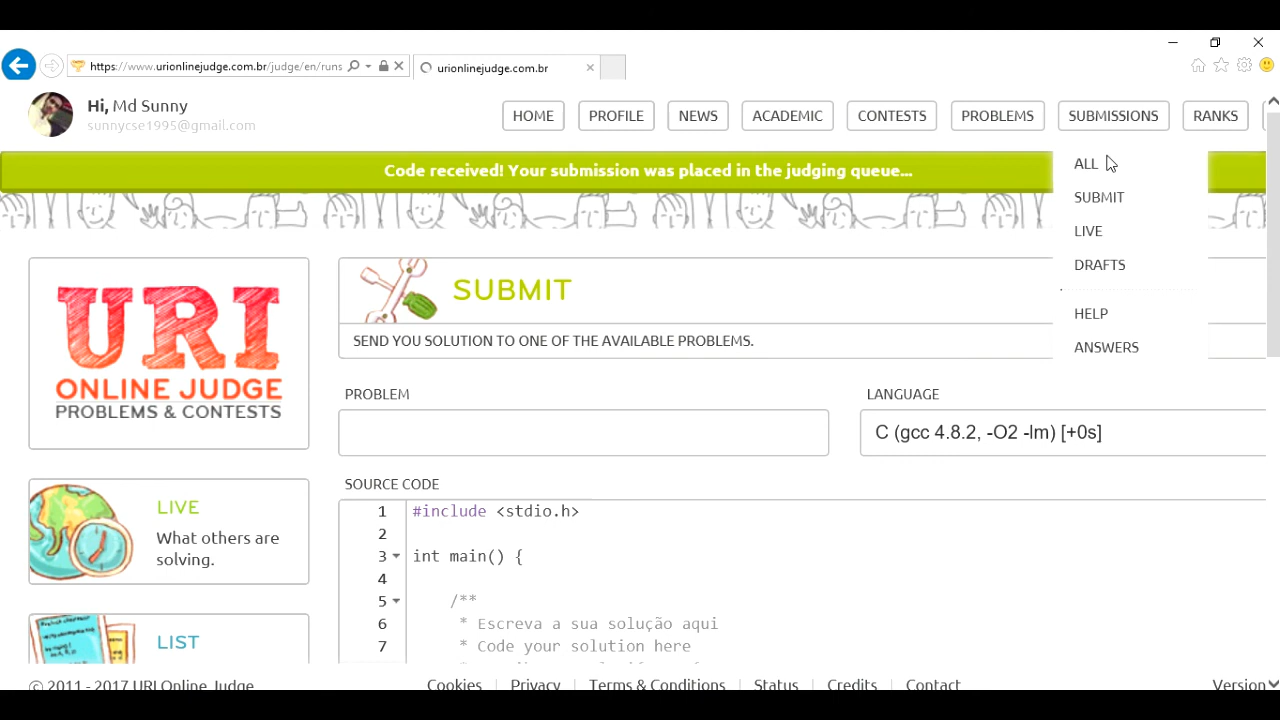 https://www.urionlinejudge.com.br/judge/en/runs
urionlinejudge.com.br
Hi, Md Sunny
sunnycse1995@gmail.com
HOME
PROFILE
NEWS
ACADEMIC
CONTESTS
PROBLEMS
SUBMISSIONS
RANKS
Code received! Your submission was placed in the judging queue...
ALL
SUBMIT
LIVE
DRAFTS
HELP
ANSWERS
URI
ONLINE JUDGE
PROBLEMS & CONTESTS
SUBMIT
SEND YOU SOLUTION TO ONE OF THE AVAILABLE PROBLEMS.
PROBLEM
LANGUAGE
C (gcc 4.8.2, -O2 -lm) [+0s]
SOURCE CODE
1 #include <stdio.h>
2
3 int main() {
4
5 /**
6 * Escreva a sua solução aqui
7 * Code your solution here
LIVE
What others are
solving.
LIST
© 2011 - 2017 URI Online Judge
Cookies
Privacy
Terms & Conditions
Status
Credits
Contact
Version